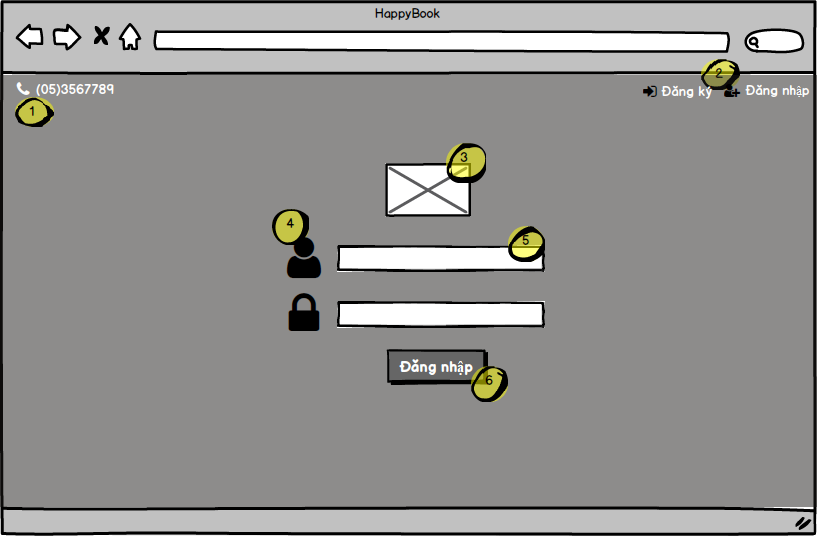 HappyBook
(05)3567789
Đăng ký
Đăng nhập
1
2
3
4
5
Đăng nhập
6